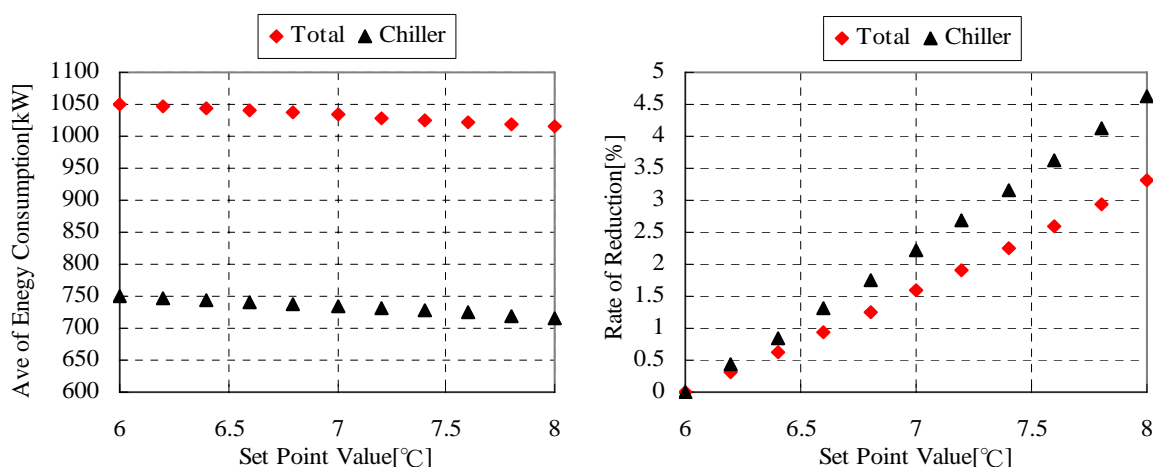 Total Chiller
1100
1050
1000
950
900
850
800
750
700
650
600
Ave of Enegy Consumption[kW]
6 6.5 7 7.5 8
Set Point Value[℃]
Total Chiller
5
4.5
4
3.5
3
2.5
2
1.5
1
0.5
0
Rate of Reduction[%]
6 6.5 7 7.5 8
Set Point Value[℃]